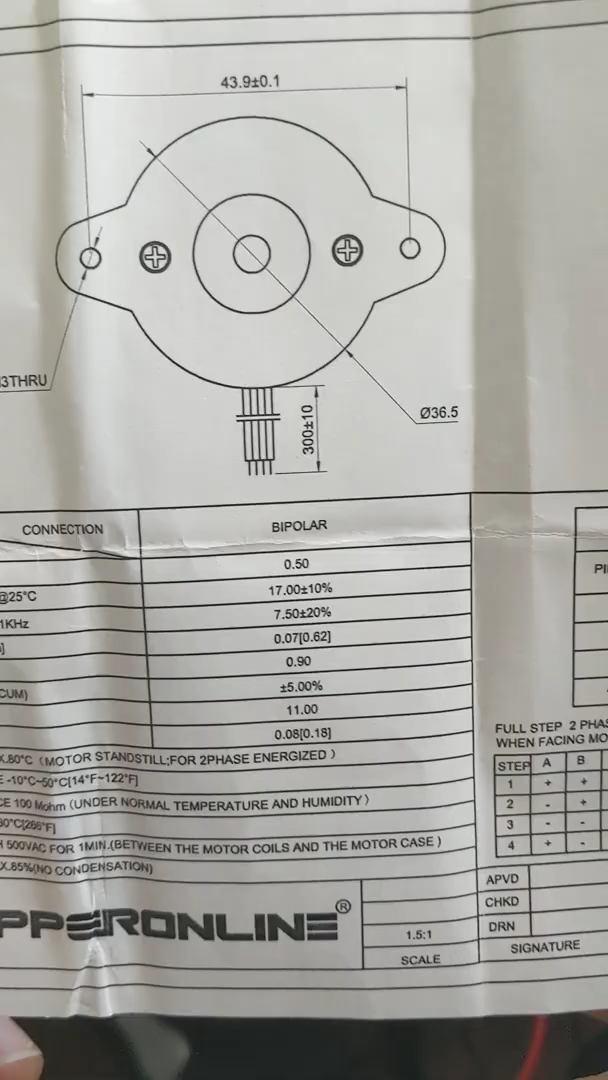 43.9±0.1
3THRU
Ø36.5
300±10
CONNECTION BIPOLAR
0.50
@25°C 17.00±10%
1KHz 7.50±20%
0.07[0.62]
0.90
CUM) ±5.00%
11.00
0.08[0.18]
X.80°C (MOTOR STANDSTILL;FOR 2PHASE ENERGIZED )
E -10°C~50°C[14°F~122°F]
CE 100 Mohm (UNDER NORMAL TEMPERATURE AND HUMIDITY)
30°C[266°F]
H 500VAC FOR 1MIN.(BETWEEN THE MOTOR COILS AND THE MOTOR CASE )
X.85%(NO CONDENSATION)
PPERONLINE®
1.5:1
SCALE
PI
FULL STEP 2 PHAS
WHEN FACING MO
STEP A B
1 + +
2 - +
3 - -
4 + -
APVD
CHKD
DRN
SIGNATURE